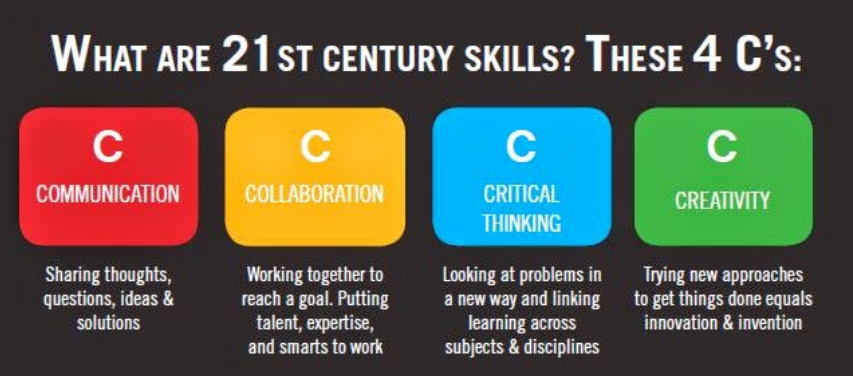 WHAT ARE 21ST CENTURY SKILLS? THESE 4 C'S:
C
COMMUNICATION
Sharing thoughts,
questions, ideas &
solutions
C
COLLABORATION
Working together to
reach a goal. Putting
talent, expertise,
and smarts to work
C
CRITICAL
THINKING
Looking at problems in
a new way and linking
learning across
subjects & disciplines
C
CREATIVITY
Trying new approaches
to get things done equals
innovation & invention